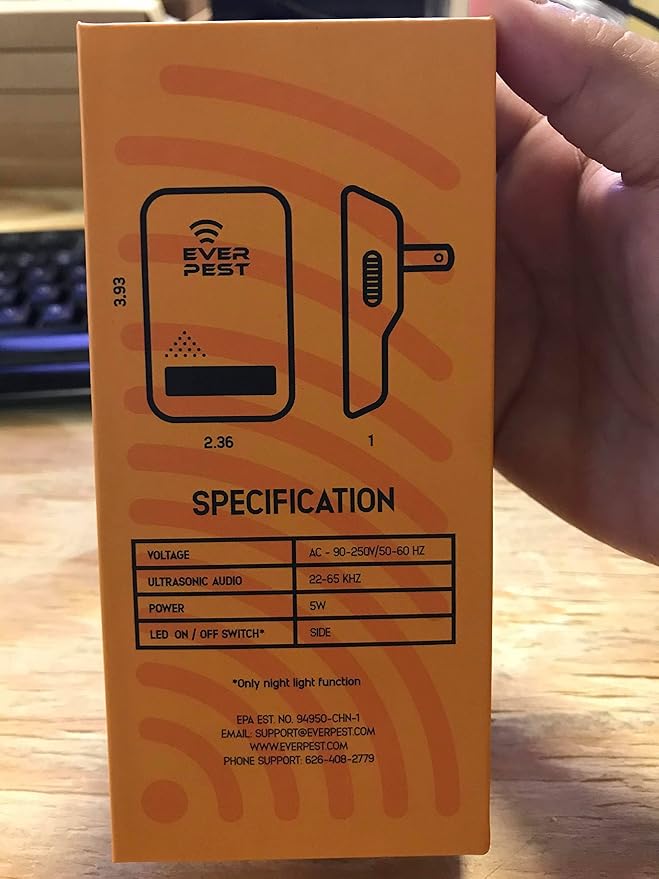 EVER
PEST
3.93
2.36
1
SPECIFICATION
VOLTAGE AC - 90-250V/50-60 HZ
ULTRASONIC AUDIO 22-65 KHZ
POWER 5W
LED ON / OFF SWITCH* SIDE
*Only night light function
EPA EST. NO. 94950-CHN-1
EMAIL: SUPPORT@EVERPEST.COM
WWW.EVERPEST.COM
PHONE SUPPORT: 626-408-2779